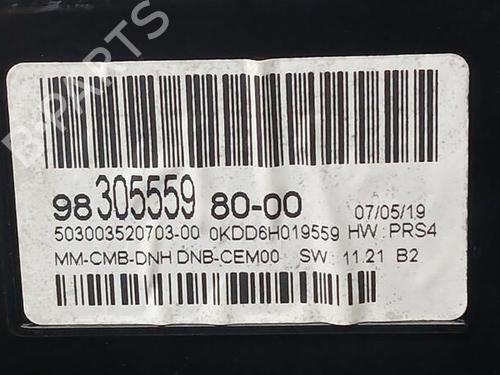 B-PARTS
98 305559 80-00 07/05/19
503003520703-00 0KDD6H019559 HW: PRS4
MM-CMB-DNH DNB-CEM00 SW: 11.21 B2